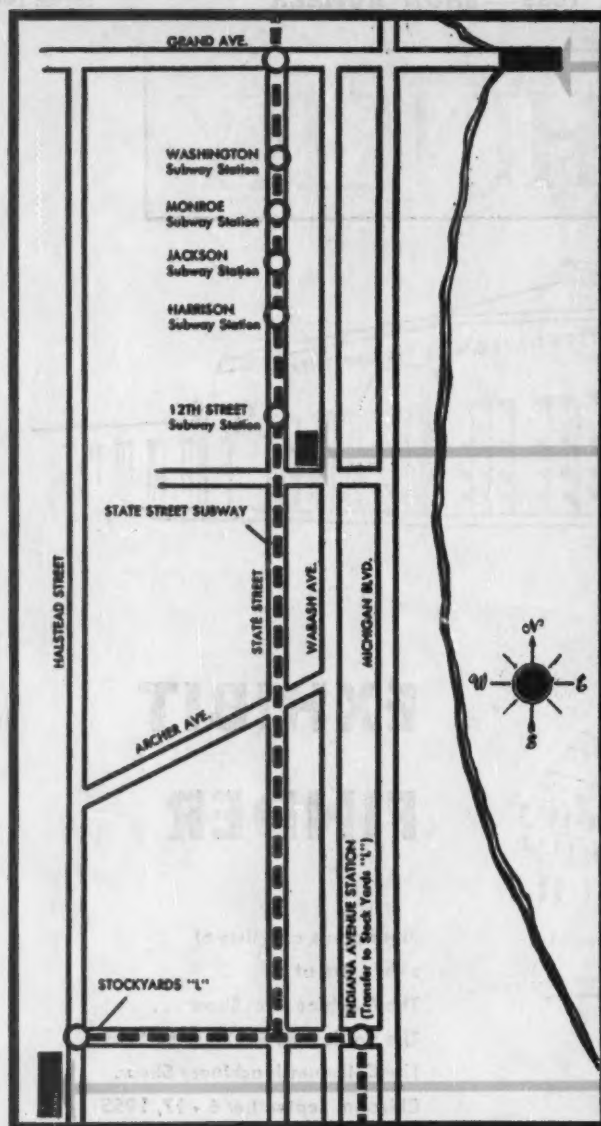 GRAND AVE.
WASHINGTON
Subway Station
MONROE
Subway Station
JACKSON
Subway Station
HARRISON
Subway Station
12TH STREET
Subway Station
STATE STREET SUBWAY
HALSTEAD STREET
STATE STREET
WABASH AVE.
MICHIGAN BLVD.
N
W
E
S
ARCHER AVE.
EXHIBIT
FINDER
INDIANA AVENUE STATION
(Transfer to Stock Yards "L")
STOCKYARDS "L"